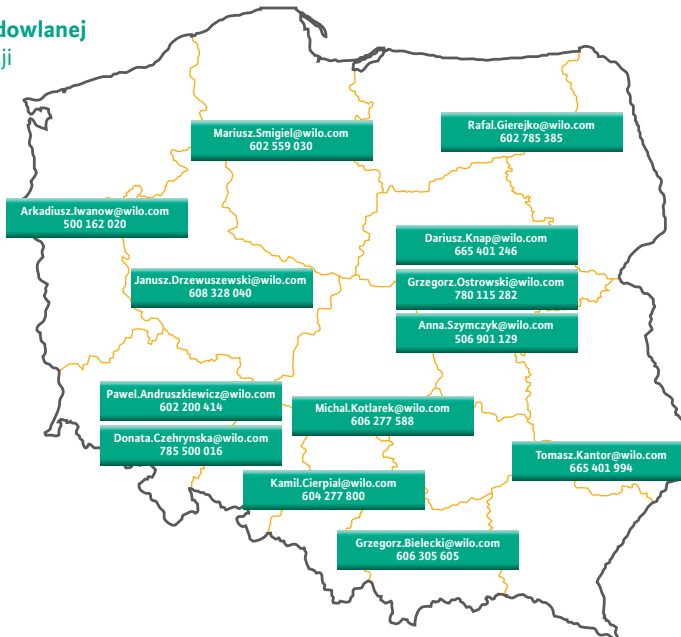 dowlanej
ji
Mariusz.Smigiel@wilo.com
602 559 030
Rafal.Gierejko@wilo.com
602 785 385
Arkadiusz.Iwanow@wilo.com
500 162 020
Dariusz.Knap@wilo.com
665 401 246
Janusz.Drzewuszewski@wilo.com
608 328 040
Grzegorz.Ostrowski@wilo.com
780 115 282
Anna.Szymczyk@wilo.com
506 901 129
Pawel.Andruszkiewicz@wilo.com
602 200 414
Michal.Kotlarek@wilo.com
606 277 588
Donata.Czehrynska@wilo.com
785 500 016
Tomasz.Kantor@wilo.com
665 401 994
Kamil.Cierpial@wilo.com
604 277 800
Grzegorz.Bielecki@wilo.com
606 305 605